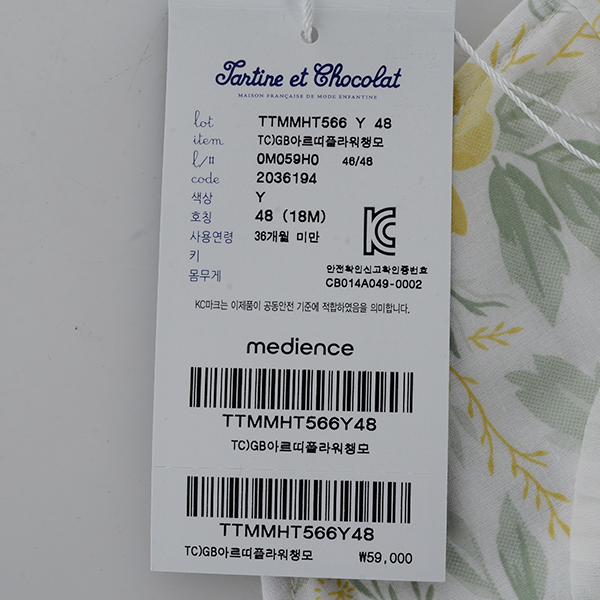 Tartine et Chocolat
MAISON FRANÇAISE DE MODE ENFANTINE
lot TTMMHT566 Y 48
item TC)GB아르띠플라워챙모
l/# 0M059H0 46/48
code 2036194
색상 Y
호칭 48 (18M)
사용연령 36개월 미만
키
몸무게
안전확인신고확인증번호
CB014A049-0002
KC마크는 이제품이 공통안전 기준에 적합하였음을 의미합니다.
medience
TTMMHT566Y48
TC)GB아르띠플라워챙모
TTMMHT566Y48
TC)GB아르띠플라워챙모 ₩59,000